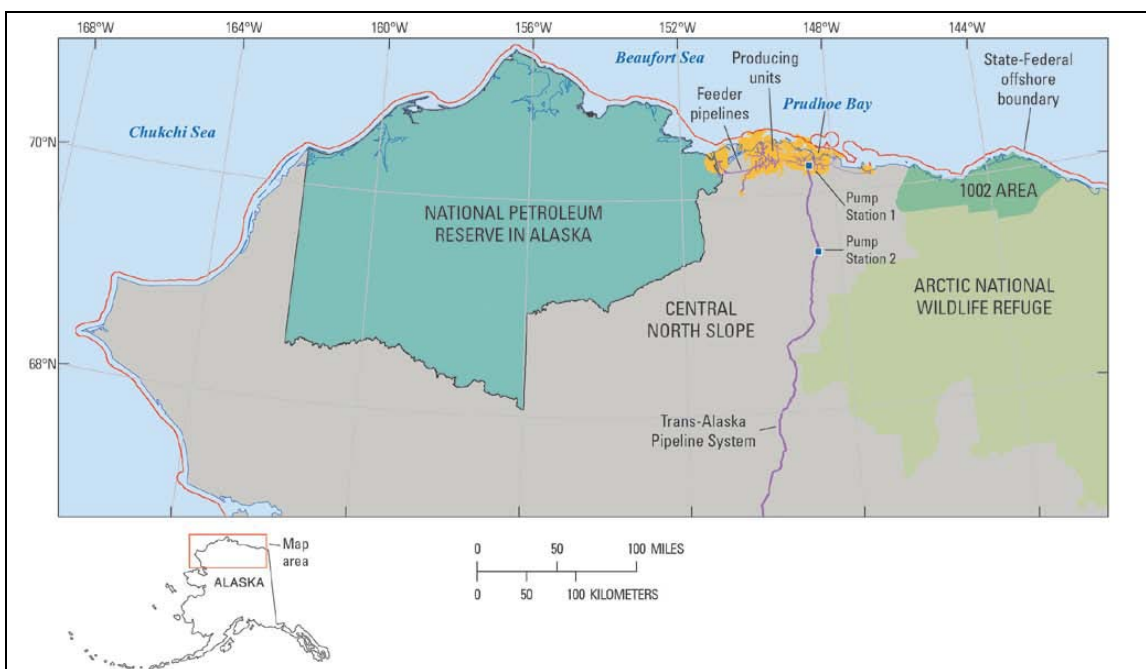 168°W
164°W
160°W
156°W
152°W
148°W
144°W
Beaufort Sea
Producing
units
State-Federal
offshore
boundary
Feeder
pipelines
Prudhoe Bay
Chukchi Sea
70°N
1002 AREA
NATIONAL PETROLEUM
RESERVE IN ALASKA
Pump
Station 1
Pump
Station 2
ARCTIC NATIONAL
WILDLIFE REFUGE
CENTRAL
NORTH SLOPE
68°N
Trans-Alaska
Pipeline System
Map
area
ALASKA
0 50 100 MILES
0 50 100 KILOMETERS